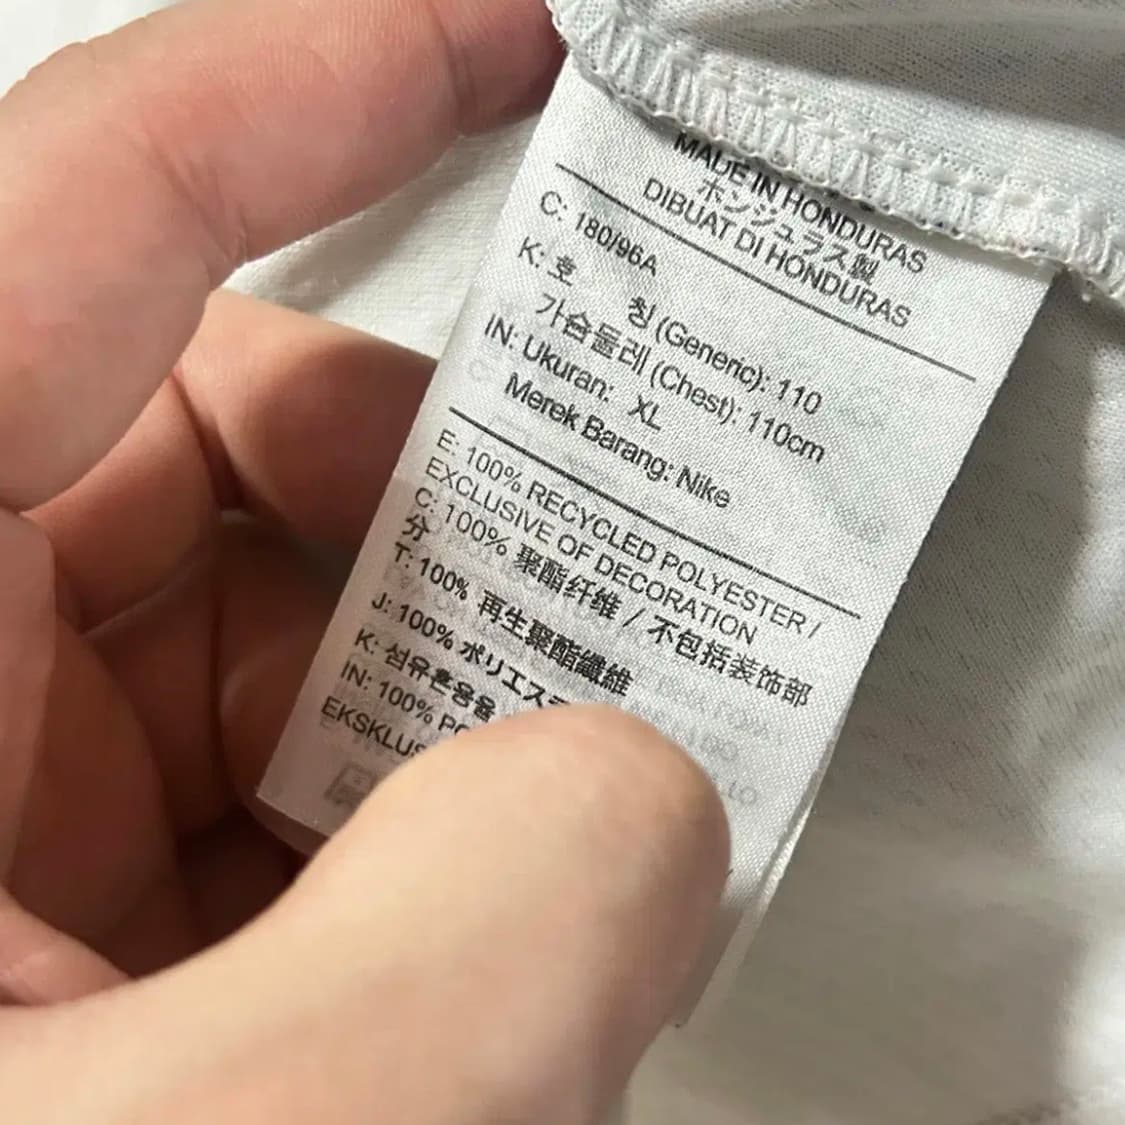 MADE IN HONDURAS
ホンジュラス製
DIBUAT DI HONDURAS
C: 180/96A
K: 호 칭 (Generic): 110
가슴둘레 (Chest): 110cm
IN: Ukuran: XL
Merek Barang: Nike
E: 100% RECYCLED POLYESTER /
EXCLUSIVE OF DECORATION
C: 100% 聚酯纤维 / 不包括装饰部
分
T: 100% 再生聚酯纖維
J: 100% ポリエス
K: 섬유혼용율
IN: 100%